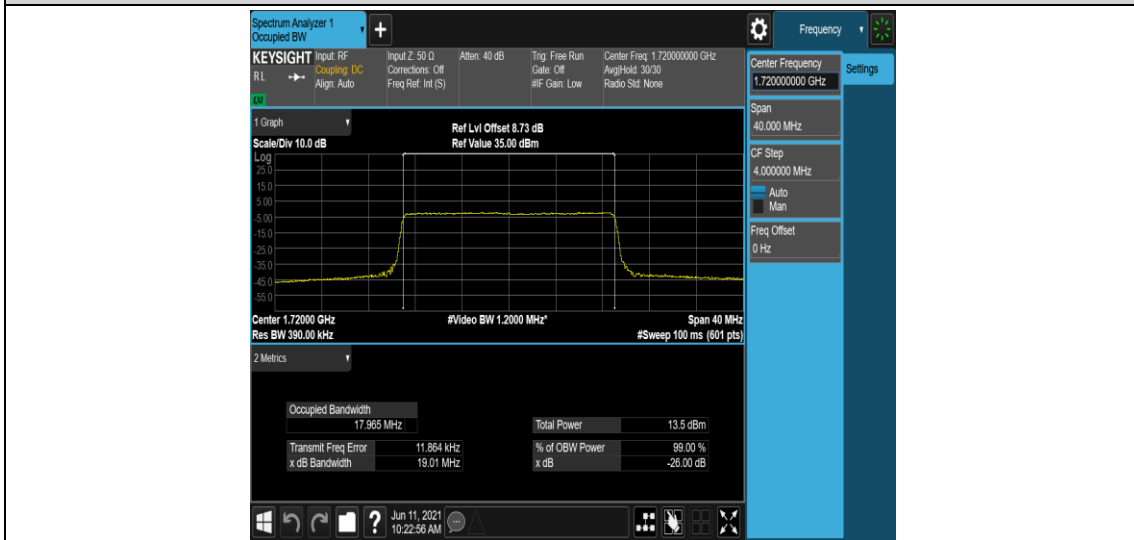 Spectrum Analyzer 1
Occupied BW
+
Frequency
KEYSIGHT Input: RF Input Z: 50 Ω Atten: 40 dB Trig: Free Run Center Freq: 1.720000000 GHz
RL Coupling: DC Corrections: Off Gate: Off Avg|Hold: 30/30
Align: Auto Freq Ref: Int (S) #IF Gain: Low Radio Std: None
LXI
Center Frequency
1.720000000 GHz
Settings
Span
40.000 MHz
CF Step
4.000000 MHz
Auto
Man
Freq Offset
0 Hz
1 Graph
Ref Lvl Offset 8.73 dB
Scale/Div 10.0 dB Ref Value 35.00 dBm
Log
25.0
15.0
5.00
-5.00
-15.0
-25.0
-35.0
-45.0
-55.0
Center 1.72000 GHz #Video BW 1.2000 MHz* Span 40 MHz
Res BW 390.00 kHz #Sweep 100 ms (601 pts)
2 Metrics
Occupied Bandwidth
17.965 MHz Total Power 13.5 dBm
Transmit Freq Error 11.864 kHz % of OBW Power 99.00 %
x dB Bandwidth 19.01 MHz x dB -26.00 dB
? Jun 11, 2021
10:22:56 AM